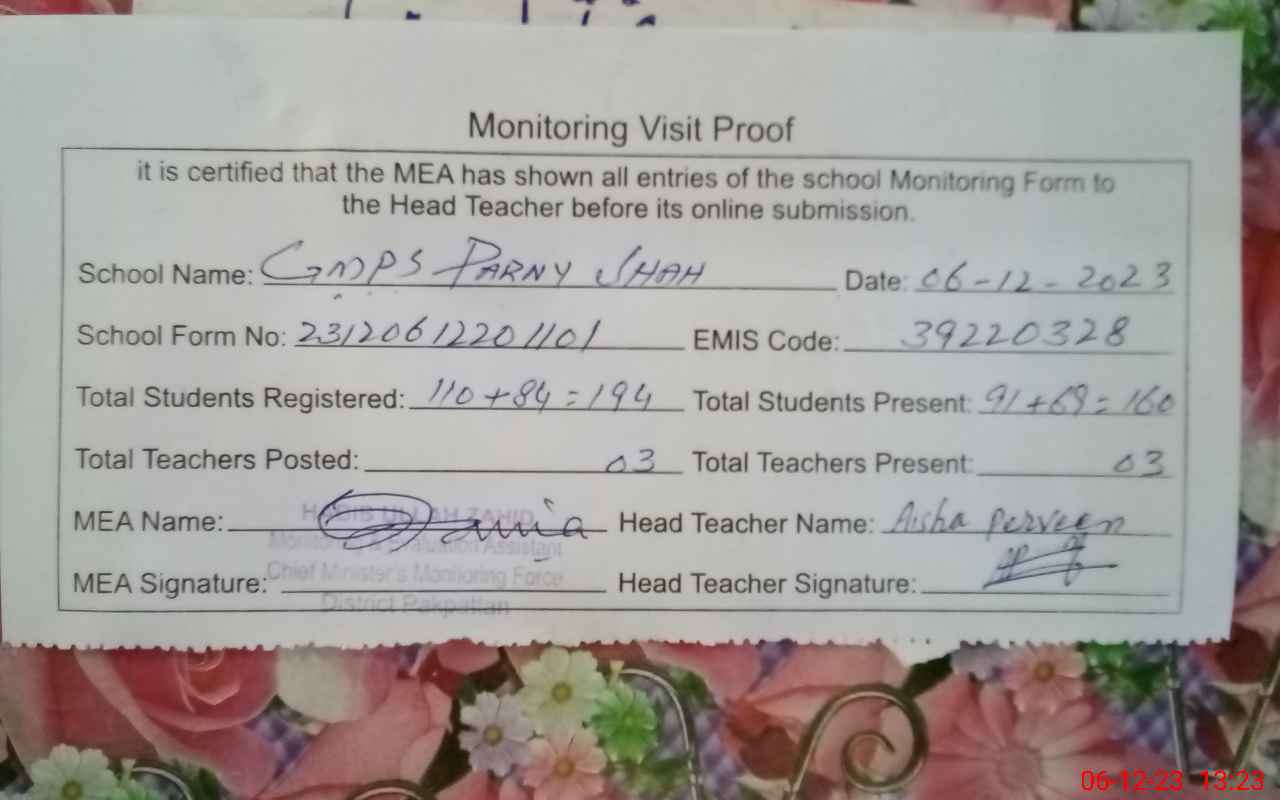 Monitoring Visit Proof
it is certified that the MEA has shown all entries of the school Monitoring Form to
the Head Teacher before its online submission.
School Name: GMPS PARNY SHAH Date: 06-12-2023
School Form No: 23120612201101 EMIS Code: 39220328
Total Students Registered: 110+84=194 Total Students Present: 91+69=160
Total Teachers Posted: 03 Total Teachers Present: 03
MEA Name: ULLAH ZAHID Head Teacher Name: Aisha Perveen
Monitoring & Evaluation Assistant
MEA Signature: Chief Minister's Monitoring Force Head Teacher Signature:
District Pakpattan
06-12-23 13:23